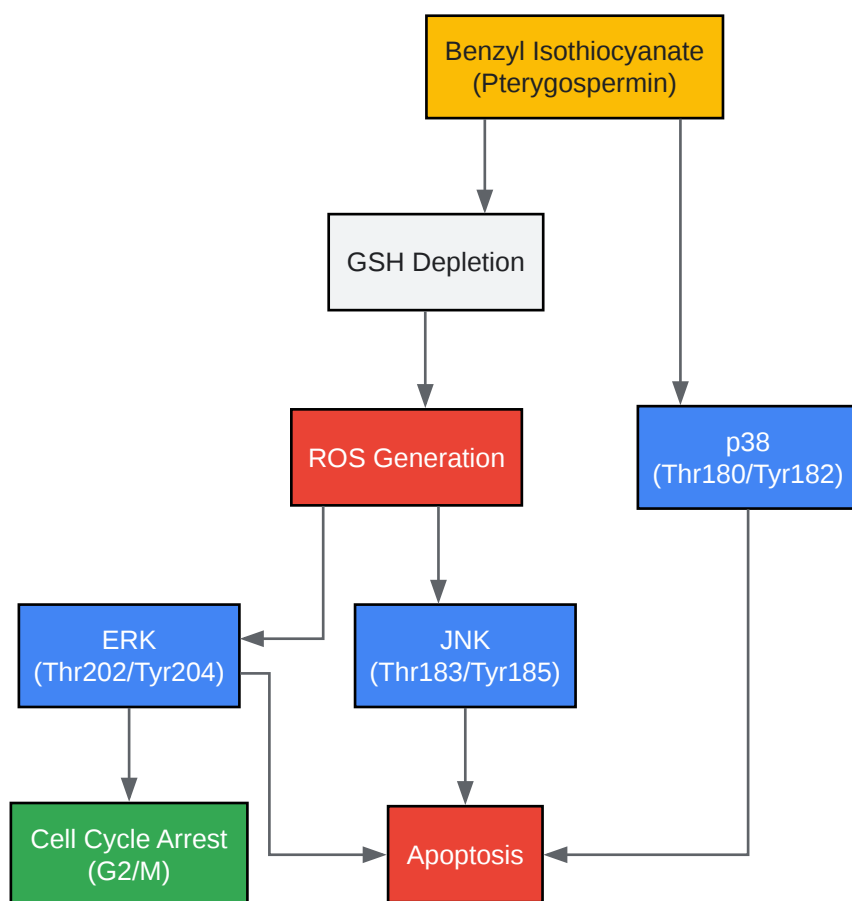 Benzyl Isothiocyanate
(Pterygospermin)
GSH Depletion
ROS Generation
p38
(Thr180/Tyr182)
ERK
(Thr202/Tyr204)
JNK
(Thr183/Tyr185)
Cell Cycle Arrest
(G2/M)
Apoptosis